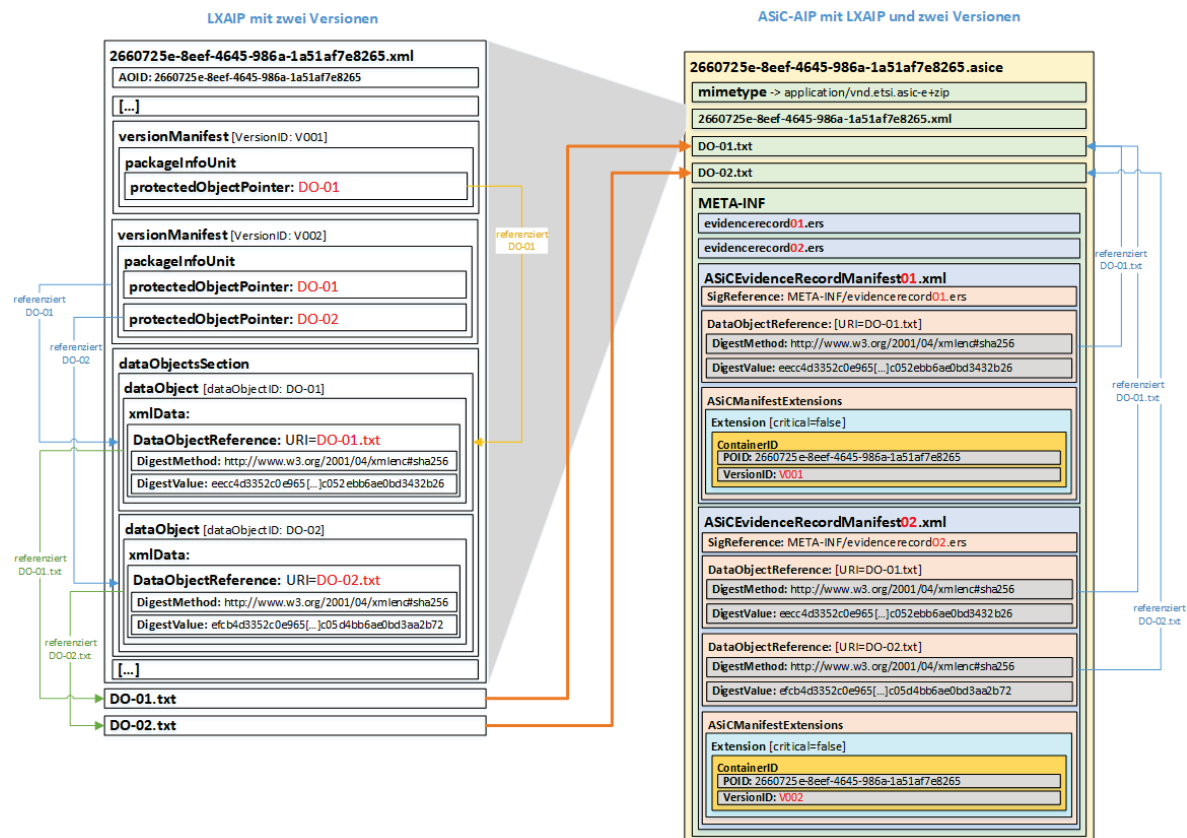 LXAIP mit zwei Versionen
2660725e-8eef-4645-986a-1a51af7e8265.xml
AOID: 2660725e-8eef-4645-986a-1a51af7e8265
[...]
versionManifest [VersionID: V001]
packageInfoUnit
protectedObjectPointer: DO-01
referenziert
DO-01
versionManifest [VersionID: V002]
packageInfoUnit
protectedObjectPointer: DO-01
protectedObjectPointer: DO-02
referenziert
DO-01
referenziert
DO-02
dataObjectsSection
dataObject [dataObjectID: DO-01]
xmlData:
DataObjectReference: URI=DO-01.txt
DigestMethod: http://www.w3.org/2001/04/xmlenc#sha256
DigestValue: eecc4d3352c0e965[...]c052ebb6ae0bd3432b26
dataObject [dataObjectID: DO-02]
xmlData:
DataObjectReference: URI=DO-02.txt
DigestMethod: http://www.w3.org/2001/04/xmlenc#sha256
DigestValue: efcb4d3352c0e965[...]c05d4bb6ae0bd3aa2b72
referenziert
DO-01.txt
referenziert
DO-02.txt
[...]
DO-01.txt
DO-02.txt
ASiC-AIP mit LXAIP und zwei Versionen
2660725e-8eef-4645-986a-1a51af7e8265.asice
mimetype -> application/vnd.etsi.asic-e+zip
2660725e-8eef-4645-986a-1a51af7e8265.xml
DO-01.txt
DO-02.txt
META-INF
evidencerecord01.ers
evidencerecord02.ers
ASiCEvidenceRecordManifest01.xml
SigReference: META-INF/evidencerecord01.ers
DataObjectReference: [URI=DO-01.txt]
DigestMethod: http://www.w3.org/2001/04/xmlenc#sha256
DigestValue: eecc4d3352c0e965[...]c052ebb6ae0bd3432b26
ASiCManifestExtensions
Extension [critical=false]
ContainerID
POID: 2660725e-8eef-4645-986a-1a51af7e8265
VersionID: V001
ASiCEvidenceRecordManifest02.xml
SigReference: META-INF/evidencerecord02.ers
DataObjectReference: [URI=DO-01.txt]
DigestMethod: http://www.w3.org/2001/04/xmlenc#sha256
DigestValue: eecc4d3352c0e965[...]c052ebb6ae0bd3432b26
DataObjectReference: [URI=DO-02.txt]
DigestMethod: http://www.w3.org/2001/04/xmlenc#sha256
DigestValue: efcb4d3352c0e965[...]c05d4bb6ae0bd3aa2b72
ASiCManifestExtensions
Extension [critical=false]
ContainerID
POID: 2660725e-8eef-4645-986a-1a51af7e8265
VersionID: V002
referenziert
DO-01.txt
referenziert
DO-01.txt
referenziert
DO-02.txt